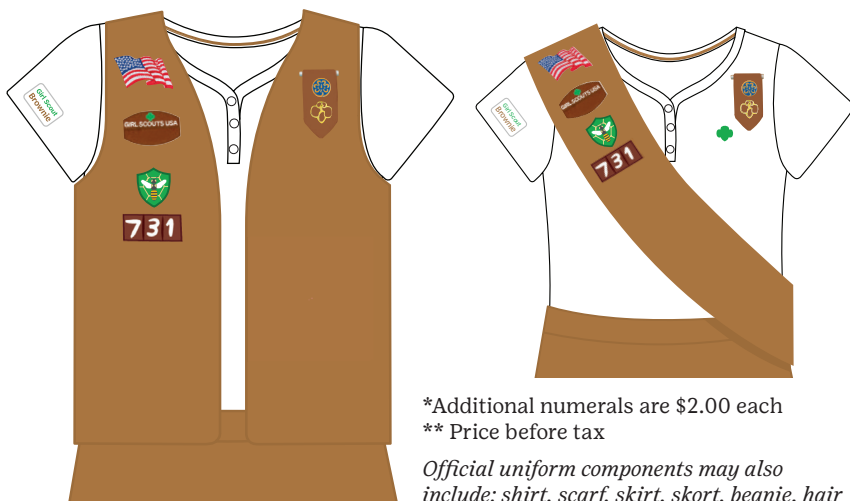 Girl Scout
Brownie
GIRL SCOUTS USA
731
Girl Scout
Brownie
GIRL SCOUTS USA
731
*Additional numerals are $2.00 each
** Price before tax
Official uniform components may also
include: shirt, scarf, skirt, skort, beanie, hair